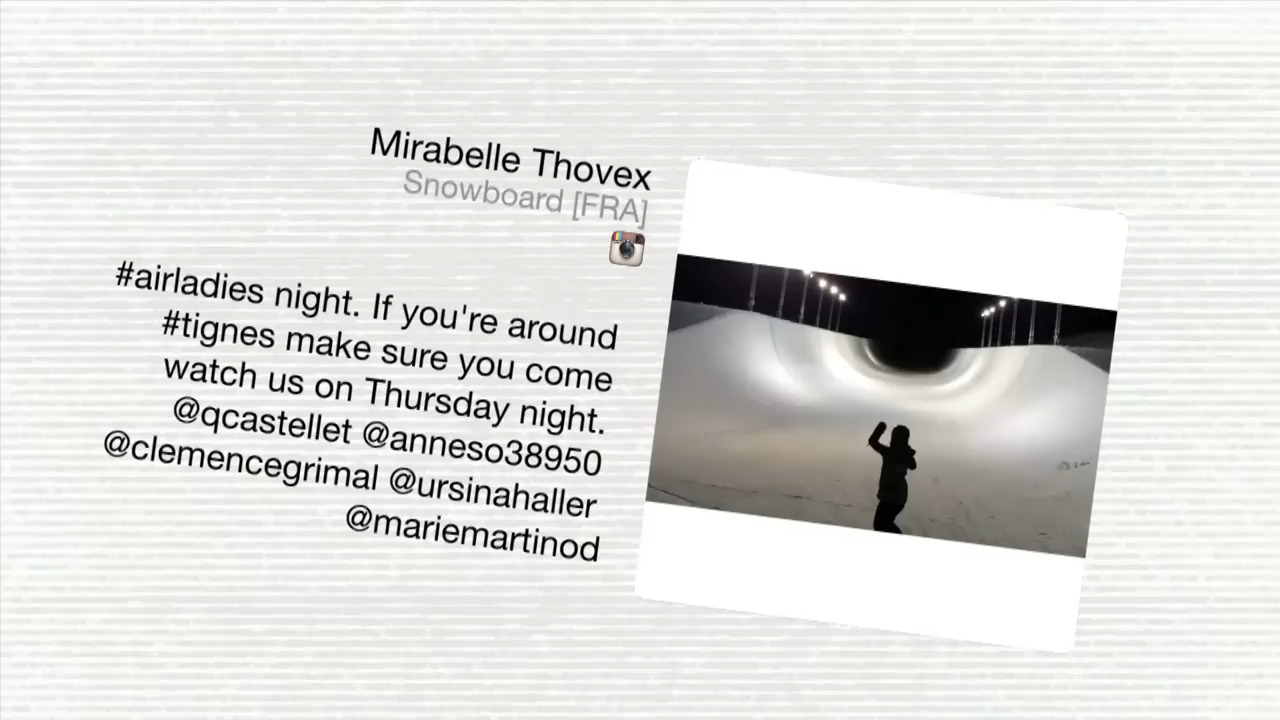 Mirabelle Thovex
Snowboard [FRA]
#airladies night. If you're around
#tignes make sure you come
watch us on Thursday night.
@qcastellet @anneso38950
@clemencegrimal @ursinahaller
@mariemartinod